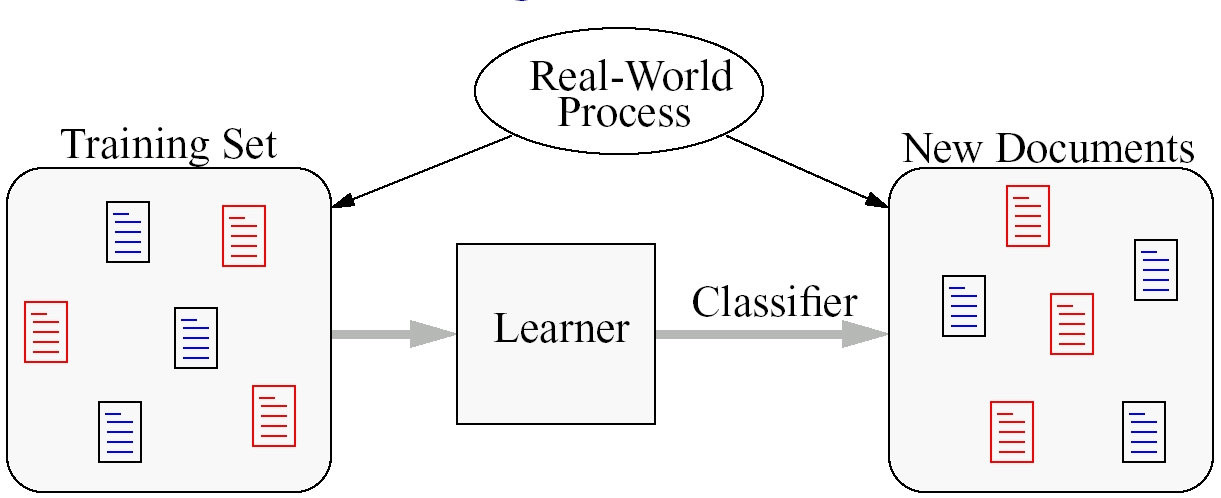 Real-World
Process
Training Set
New Documents
Classifier
Learner